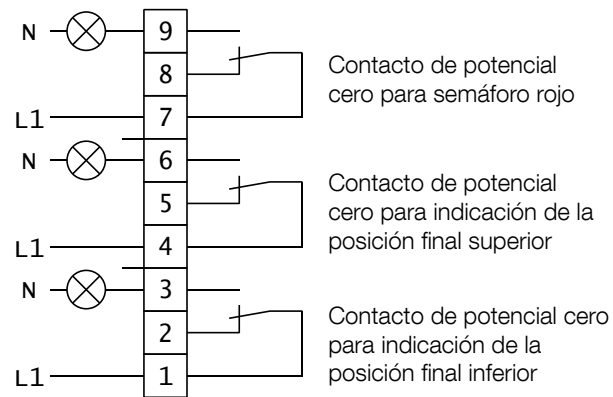 N 9
8
L1 7
Contacto de potencial
cero para semáforo rojo
N 6
5
L1 4
Contacto de potencial
cero para indicación de la
posición final superior
N 3
2
L1 1
Contacto de potencial cero
para indicación de la
posición final inferior